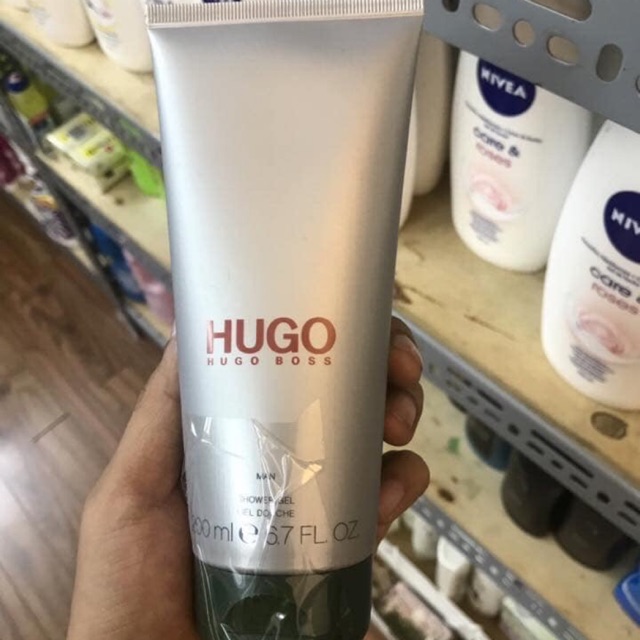 HUGO
HUGO BOSS
MAN
SHOWER GEL
GEL DOUCHE
200 ml e 6.7 FL. OZ.
NIVEA
care &
roses
NIVEA
care
roses